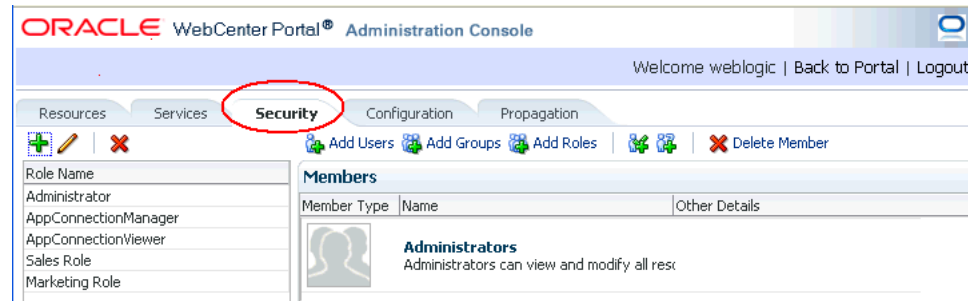 ORACLE WebCenter Portal® Administration Console
Welcome weblogic | Back to Portal | Logout
Resources Services Security Configuration Propagation
Add Users Add Groups Add Roles Delete Member
Role Name
Administrator
AppConnectionManager
AppConnectionViewer
Sales Role
Marketing Role
Members
Member Type Name Other Details
Administrators
Administrators can view and modify all reso